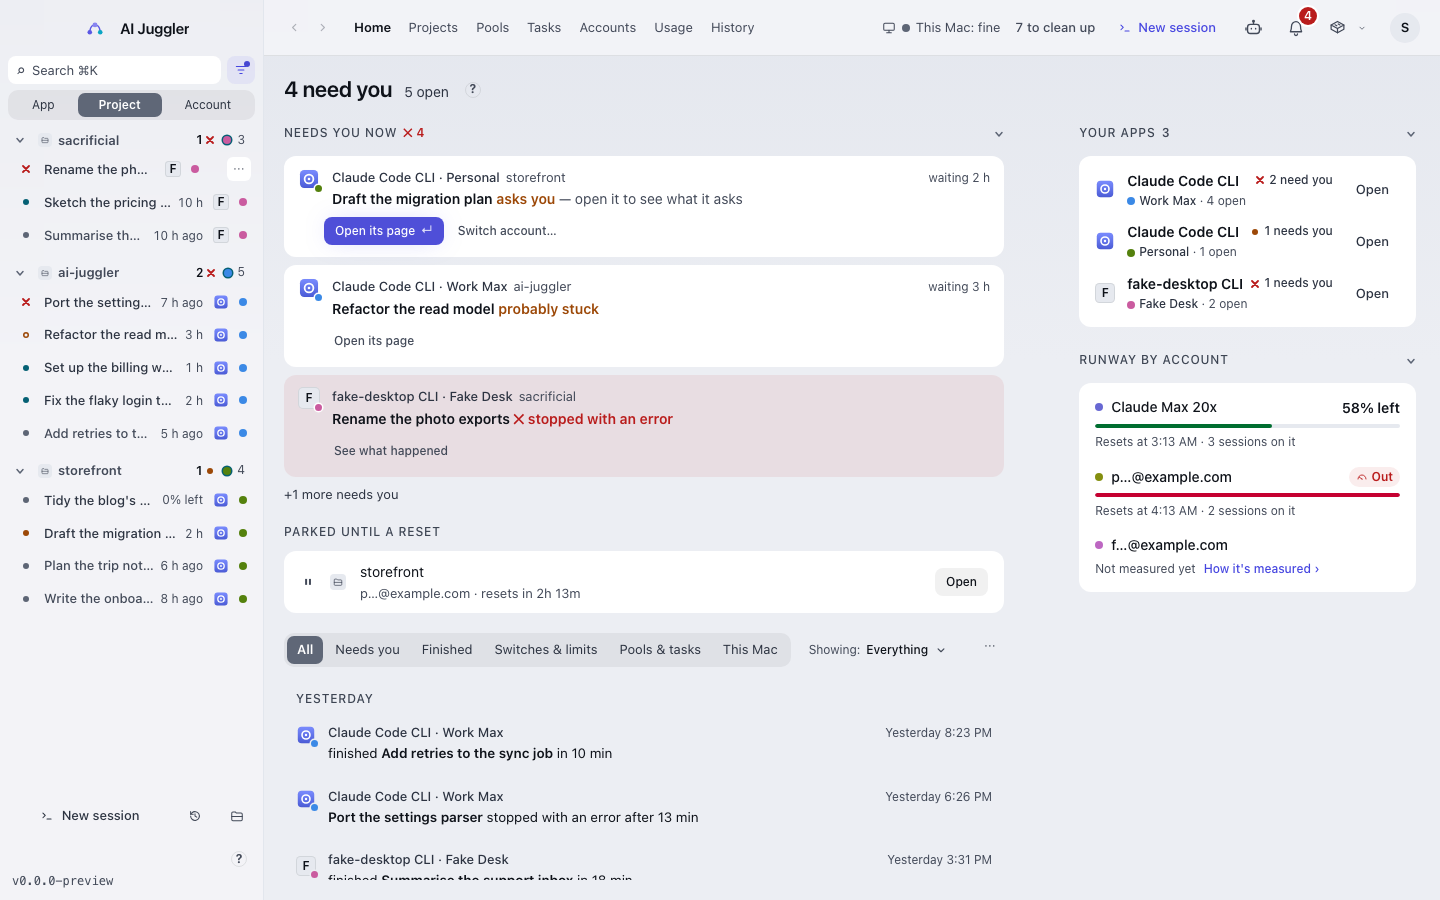 AI Juggler
Search ⌘K
App Project Account
sacrificial 1 3
Rename the ph... F ...
Sketch the pricing ... 10 h F
Summarise th... 10 h ago F
ai-juggler 2 5
Port the setting... 7 h ago
Refactor the read m... 3 h
Set up the billing w... 1 h
Fix the flaky login t... 2 h
Add retries to t... 5 h ago
storefront 1 4
Tidy the blog's ... 0% left
Draft the migration ... 2 h
Plan the trip not... 6 h ago
Write the onboa... 8 h ago
New session
?
v0.0.0-preview
Home Projects Pools Tasks Accounts Usage History
This Mac: fine 7 to clean up New session 4 S
4 need you 5 open ?
NEEDS YOU NOW 4
Claude Code CLI · Personal storefront waiting 2 h
Draft the migration plan asks you — open it to see what it asks
Open its page ↵ Switch account...
Claude Code CLI · Work Max ai-juggler waiting 3 h
Refactor the read model probably stuck
Open its page
F fake-desktop CLI · Fake Desk sacrificial
Rename the photo exports stopped with an error
See what happened
+1 more needs you
PARKED UNTIL A RESET
storefront
p...@example.com · resets in 2h 13m
Open
All Needs you Finished Switches & limits Pools & tasks This Mac Showing: Everything ...
YESTERDAY
Claude Code CLI · Work Max Yesterday 8:23 PM
finished Add retries to the sync job in 10 min
Claude Code CLI · Work Max Yesterday 6:26 PM
Port the settings parser stopped with an error after 13 min
F fake-desktop CLI · Fake Desk Yesterday 3:31 PM
finished Summarise the support inbox in 18 min
YOUR APPS 3
Claude Code CLI 2 need you
Work Max · 4 open
Open
Claude Code CLI 1 needs you
Personal · 1 open
Open
F fake-desktop CLI 1 needs you
Fake Desk · 2 open
Open
RUNWAY BY ACCOUNT
Claude Max 20x 58% left
Resets at 3:13 AM · 3 sessions on it
p...@example.com Out
Resets at 4:13 AM · 2 sessions on it
f...@example.com
Not measured yet How it's measured ›